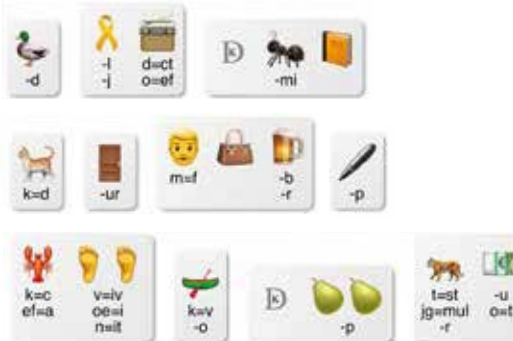 -d
-l d=ct
-j o=ef
D
k
-mi
k=d
-ur
m=f -b
-r
-p
k=c v=iv
ef=a oe=i
n=it
k=v
-o
D
k
-p
t=st -u
jg=mul o=t
-r